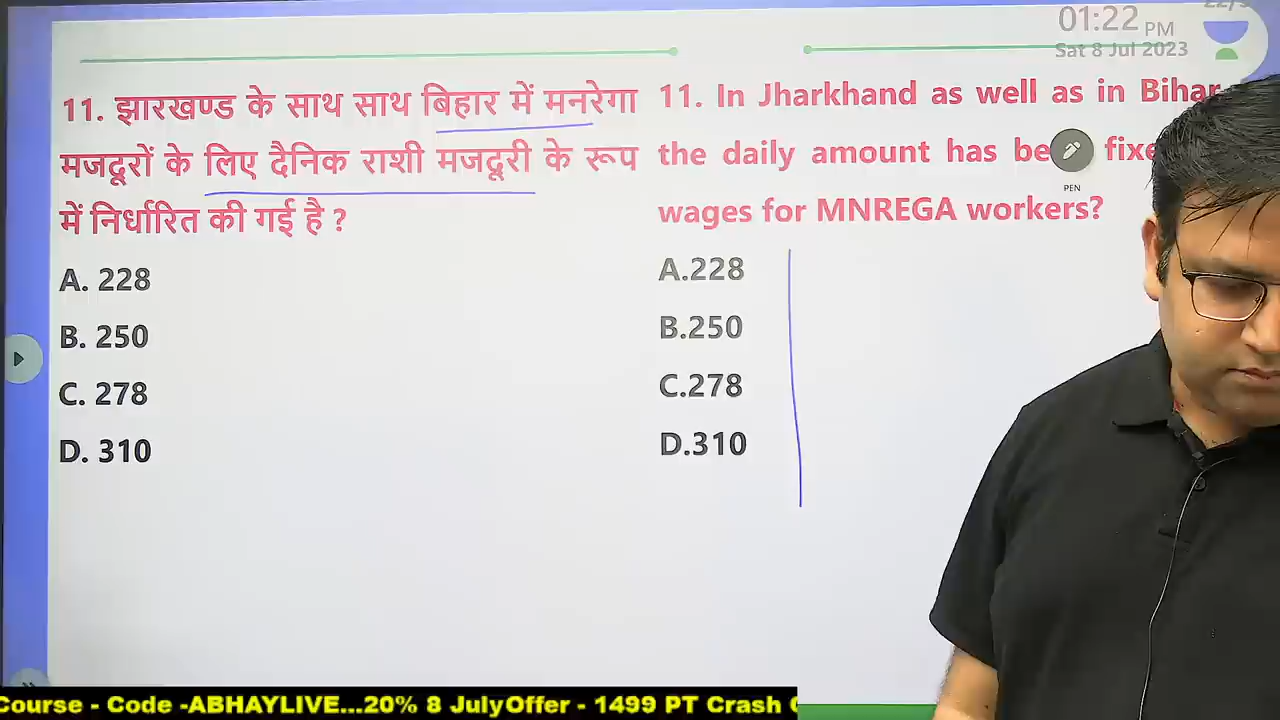 01:22 PM
Sat 8 Jul 2023
11. झारखण्ड के साथ साथ बिहार में मनरेगा
मजदूरों के लिए दैनिक राशी मजदूरी के रूप
में निर्धारित की गई है ?
A. 228
B. 250
C. 278
D. 310
11. In Jharkhand as well as in Bihar
the daily amount has be fixe
wages for MNREGA workers?
A.228
B.250
C.278
D.310
PEN
Course - Code -ABHAYLIVE...20% 8 JulyOffer - 1499 PT Crash